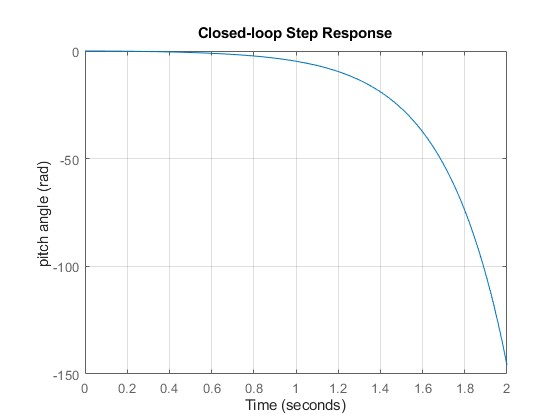 Closed-loop Step Response
pitch angle (rad)
0
-50
-100
-150
0 0.2 0.4 0.6 0.8 1 1.2 1.4 1.6 1.8 2
Time (seconds)